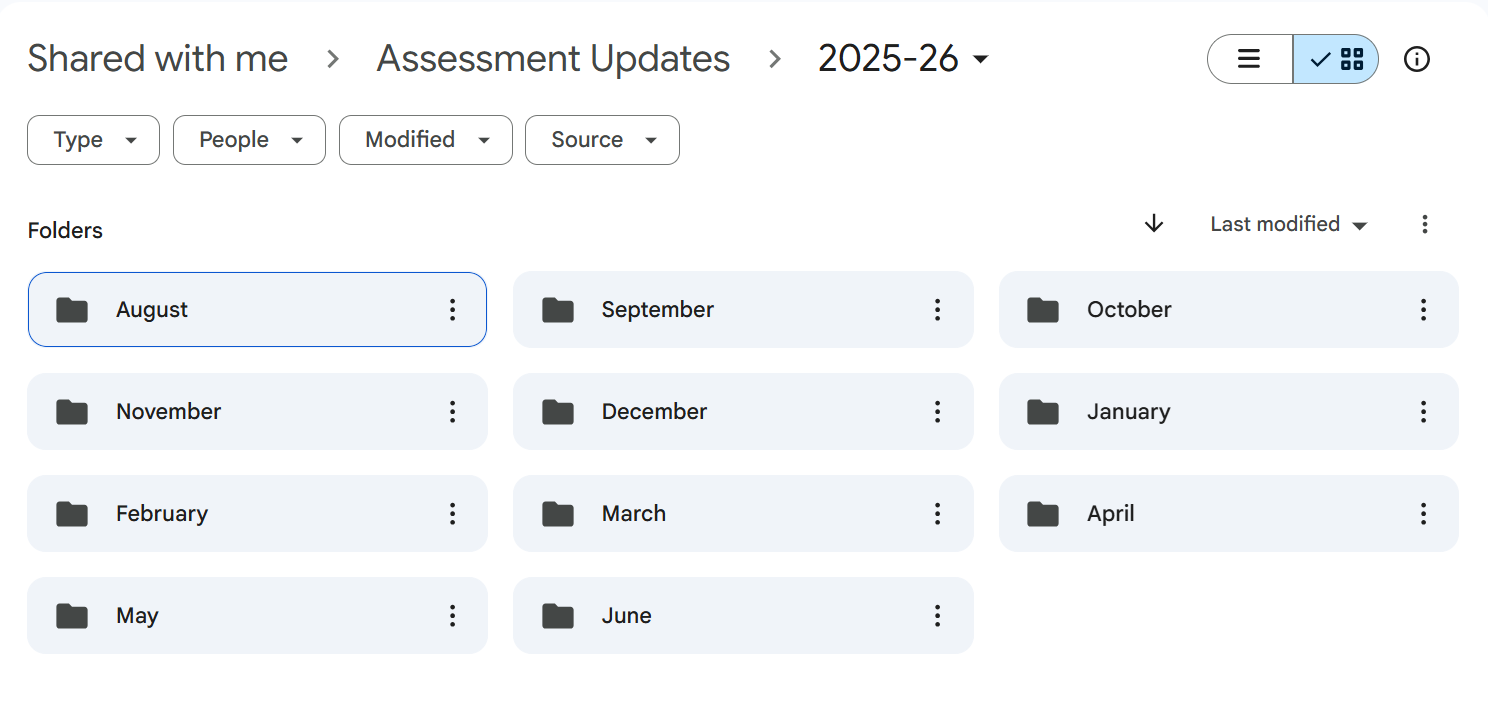 Shared with me > Assessment Updates > 2025-26
Type People Modified Source
Folders Last modified
August September October
November December January
February March April
May June